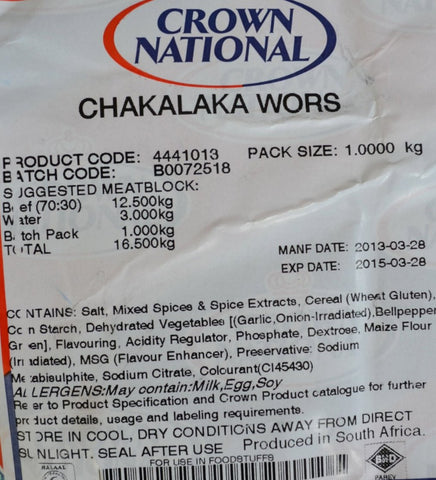 CROWN
NATIONAL
CHAKALAKA WORS
PRODUCT CODE: 4441013 PACK SIZE: 1.0000 kg
BATCH CODE: B0072518
SUGGESTED MEATBLOCK:
Beef (70:30) 12.500kg
Water 3.000kg
Batch Pack 1.000kg
TOTAL 16.500kg
MANF DATE: 2013-03-28
EXP DATE: 2015-03-28
CONTAINS: Salt, Mixed Spices & Spice Extracts, Cereal (Wheat Gluten),
Corn Starch, Dehydrated Vegetables [(Garlic,Onion-Irradiated),Bellpepper
Green], Flavouring, Acidity Regulator, Phosphate, Dextrose, Maize Flour
(Irradiated), MSG (Flavour Enhancer), Preservative: Sodium
Metabisulphite, Sodium Citrate, Colourant(CI45430)
ALLERGENS:May contain:Milk,Egg,Soy
Refer to Product Specification and Crown Product catalogue for further
product details, usage and labeling requirements.
STORE IN COOL, DRY CONDITIONS AWAY FROM DIRECT
SUNLIGHT. SEAL AFTER USE Produced in South Africa.
FOR USE IN FOODSTUFFS
HALAAL
PAREV